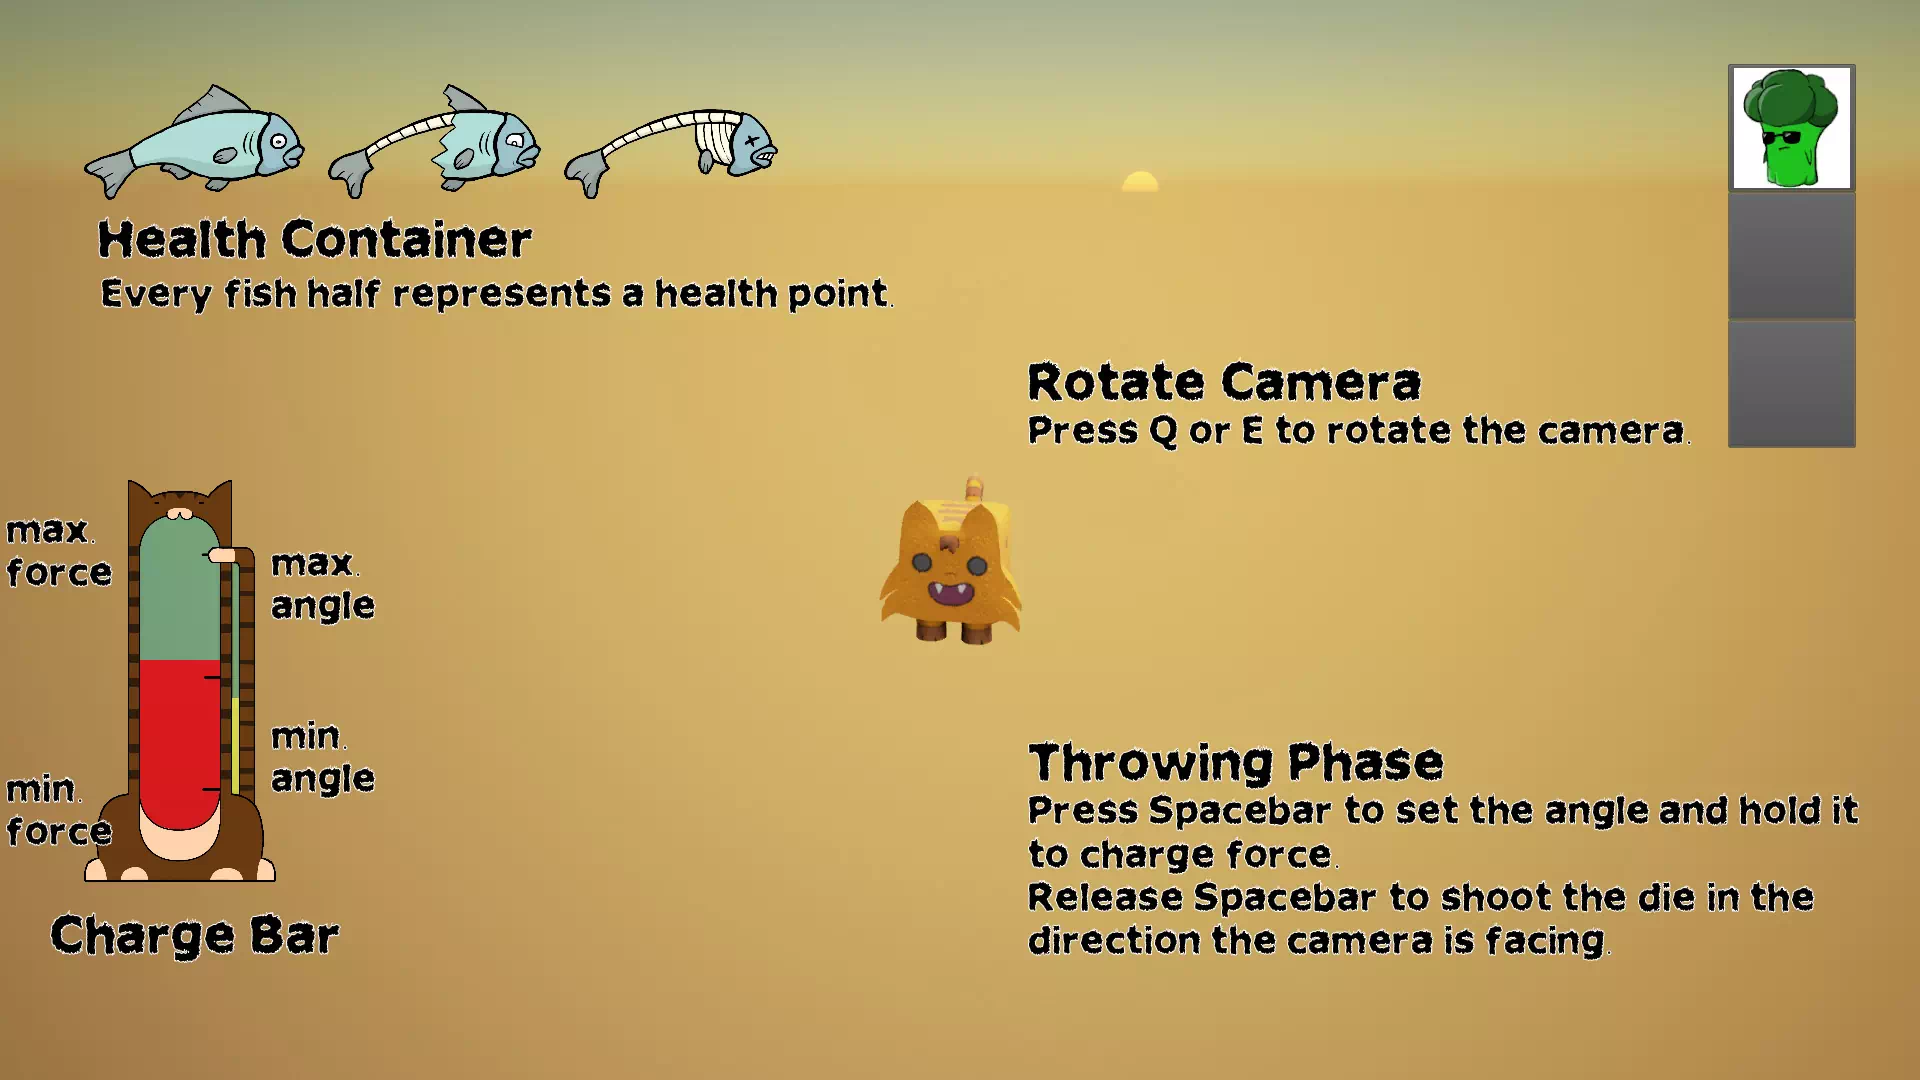 Health Container
Every fish half represents a health point.
Rotate Camera
Press Q or E to rotate the camera.
max.
force
max.
angle
min.
angle
min.
force
Charge Bar
Throwing Phase
Press Spacebar to set the angle and hold it
to charge force.
Release Spacebar to shoot the die in the
direction the camera is facing.